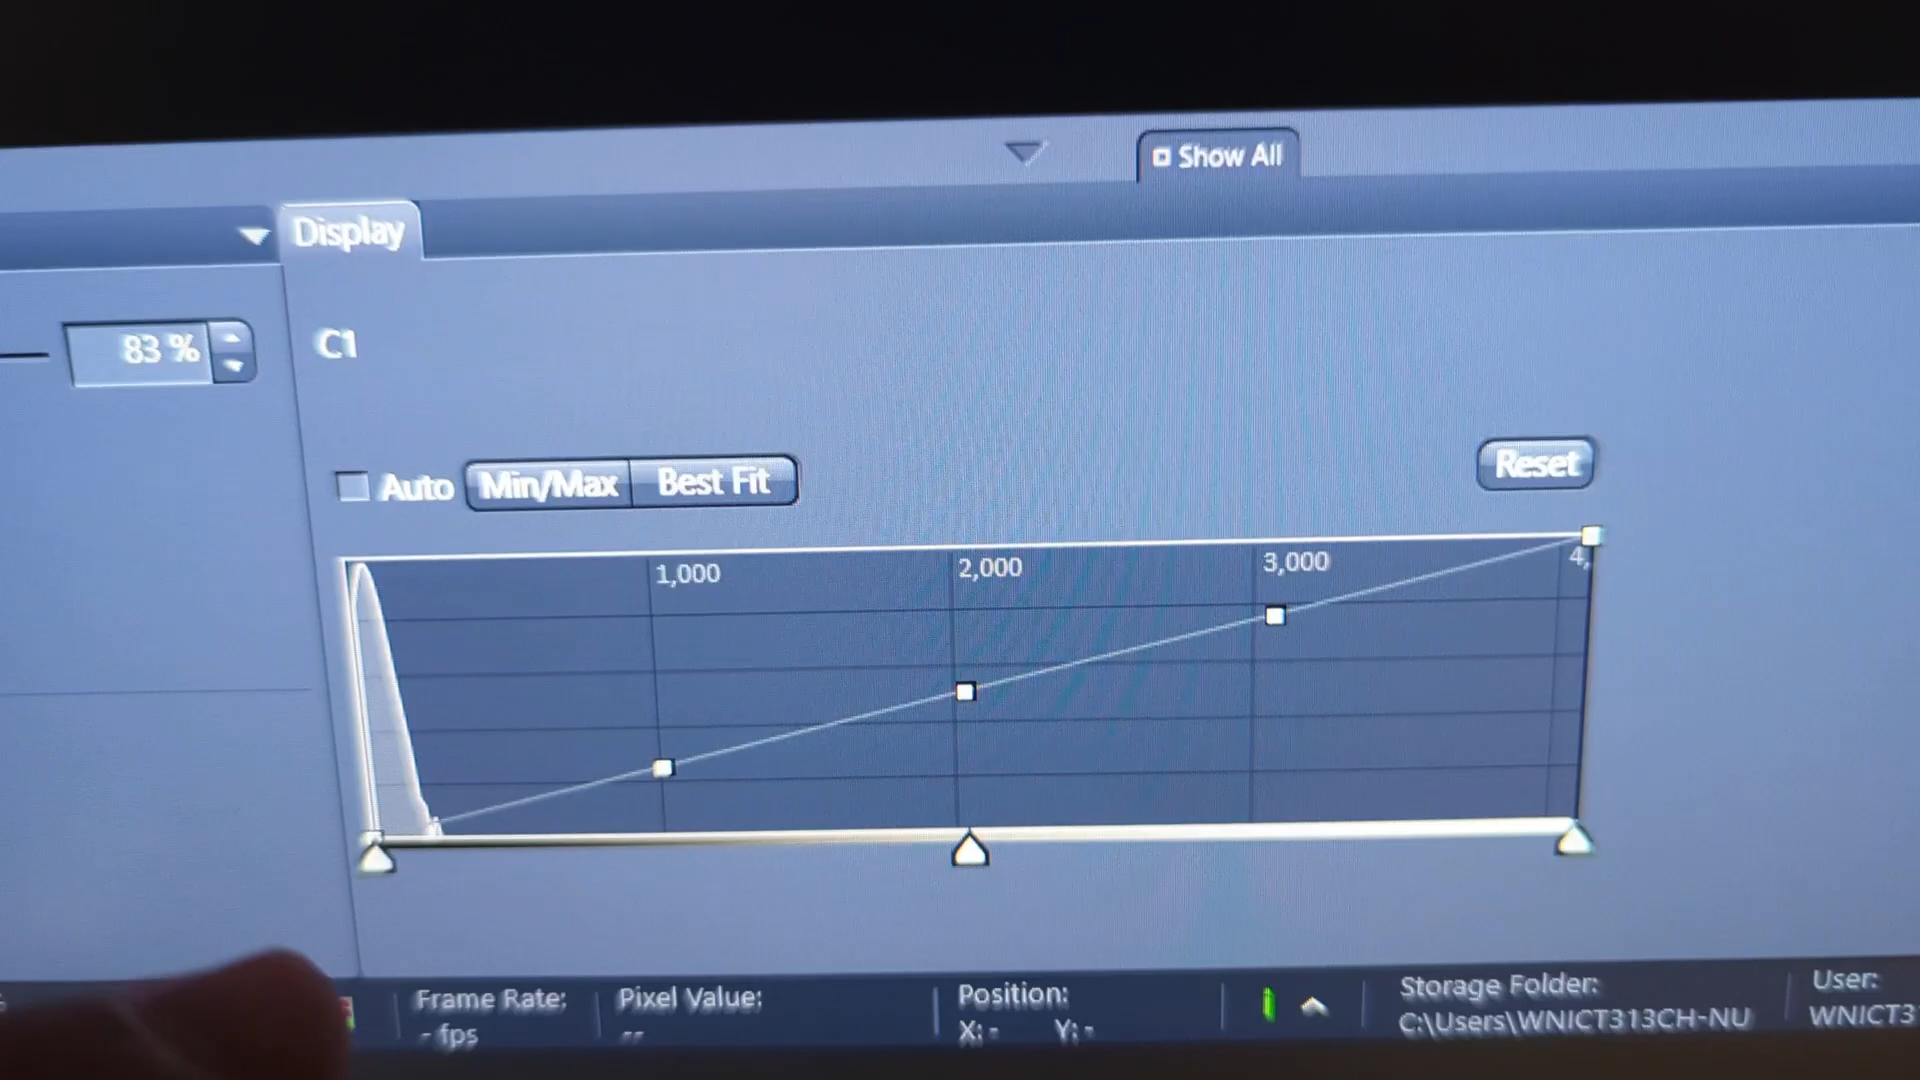 Show All
Display
83 %
C1
Auto
Min/Max
Best Fit
Reset
1,000
2,000
3,000
4,
Frame Rate:
- fps
Pixel Value:
--
Position:
X: - Y: -
Storage Folder:
C:\Users\WNICT313CH-NU
User:
WNICT3